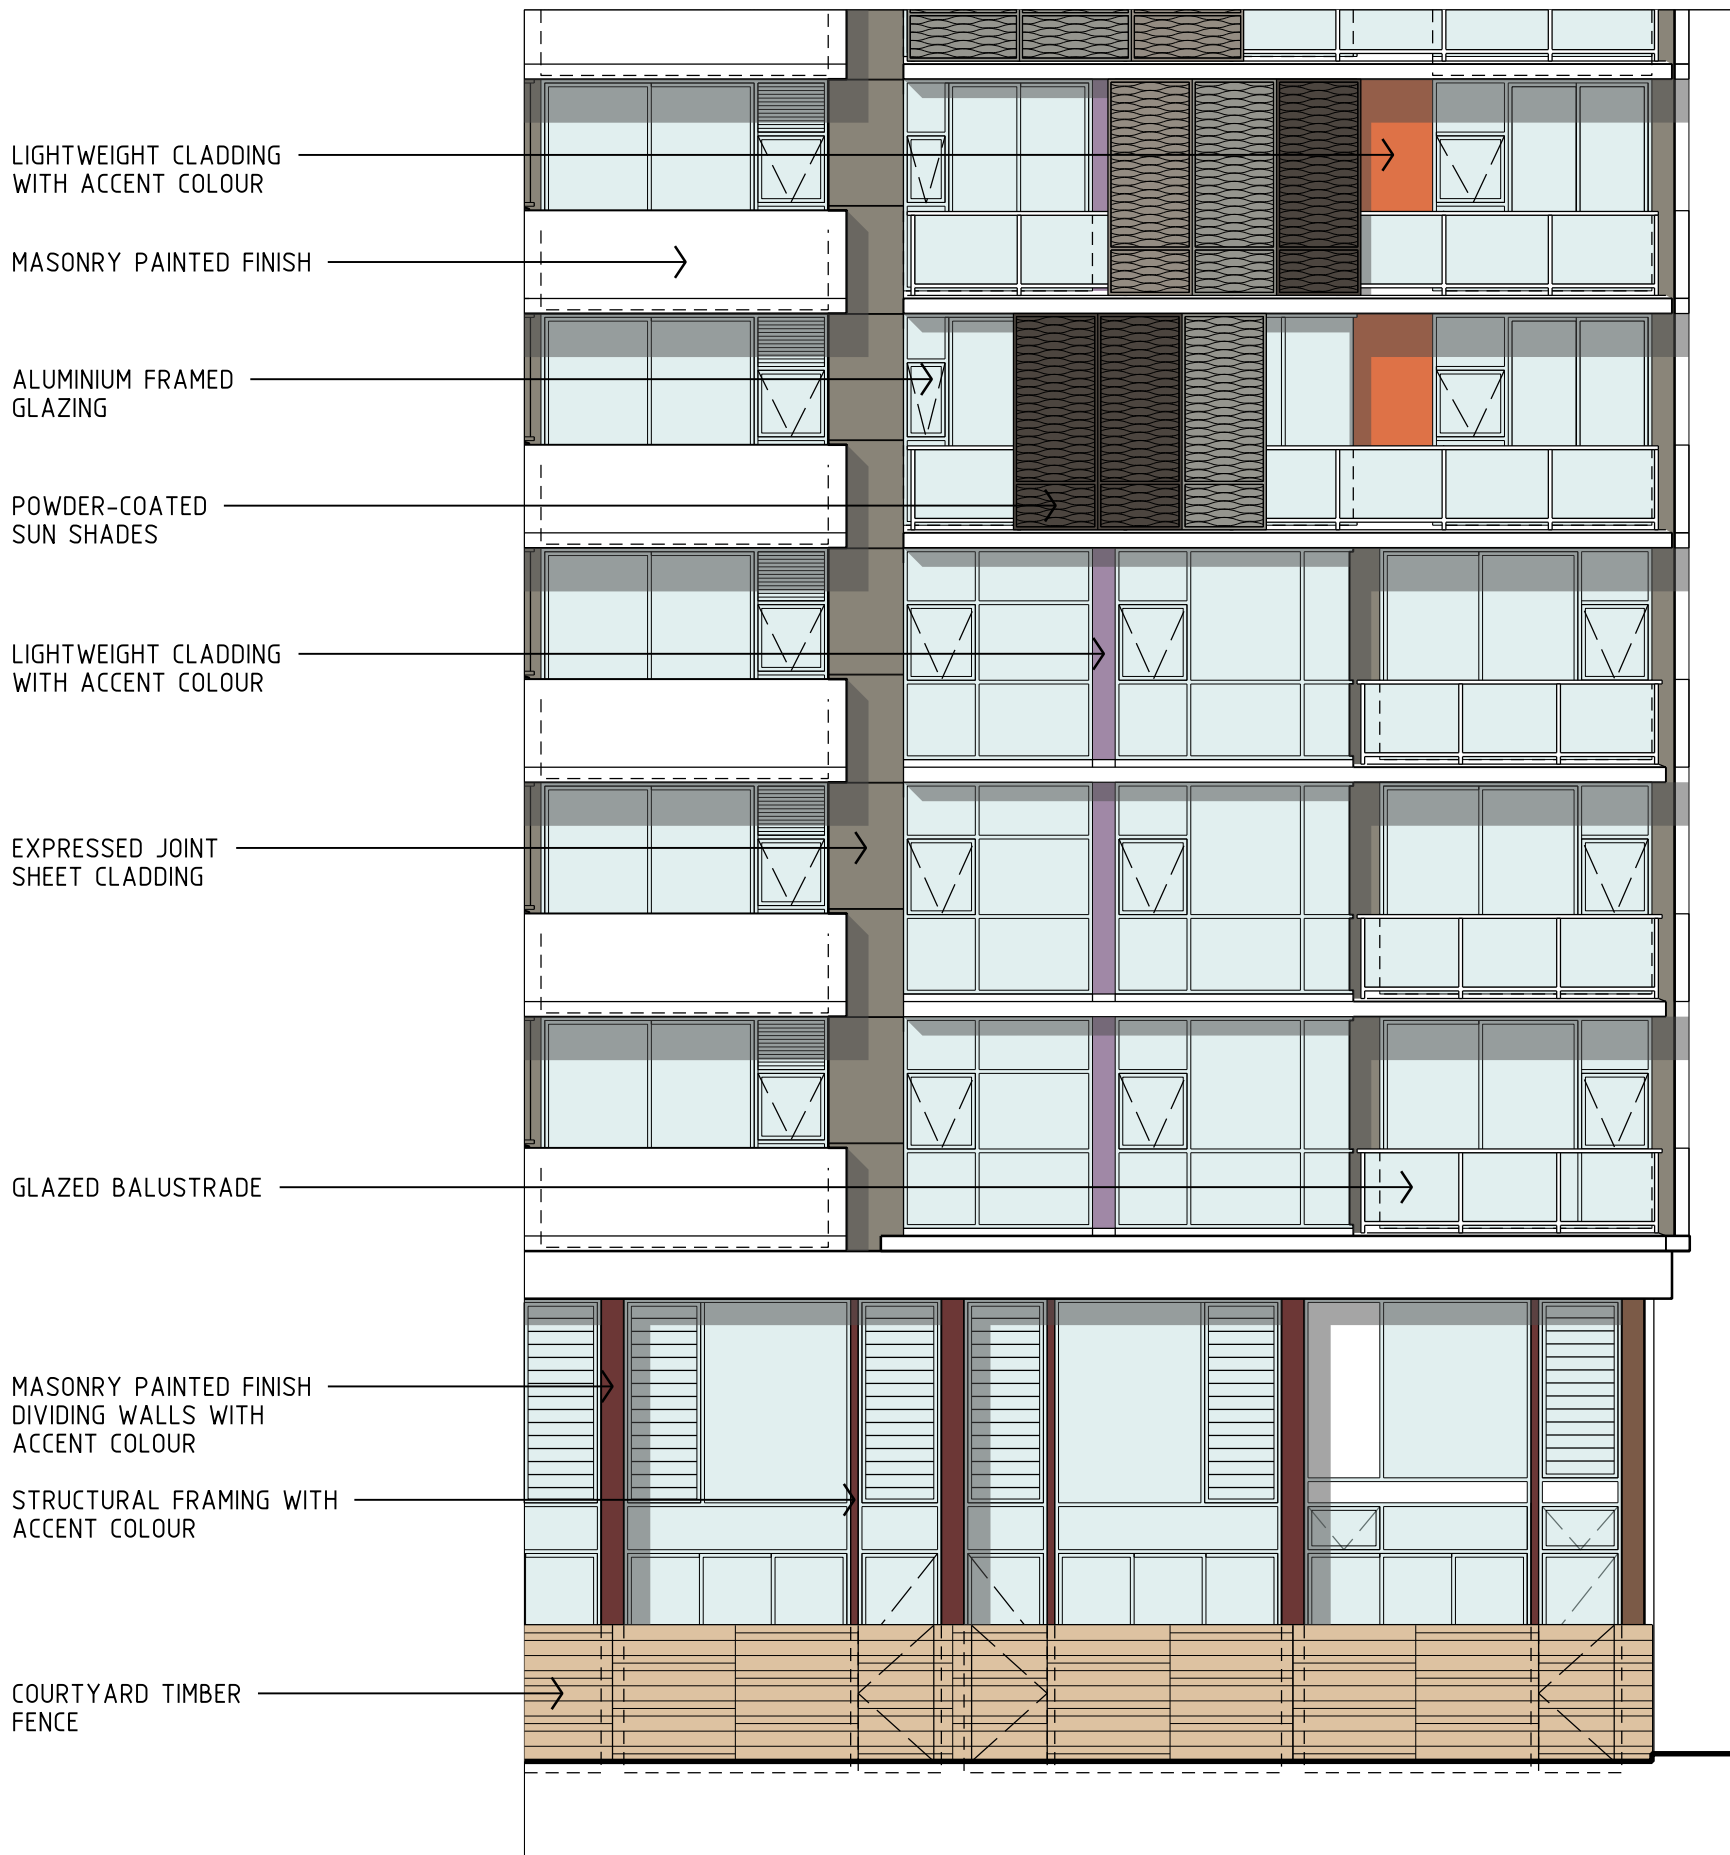 LIGHTWEIGHT CLADDING
WITH ACCENT COLOUR
MASONRY PAINTED FINISH
ALUMINIUM FRAMED
GLAZING
POWDER-COATED
SUN SHADES
LIGHTWEIGHT CLADDING
WITH ACCENT COLOUR
EXPRESSED JOINT
SHEET CLADDING
GLAZED BALUSTRADE
MASONRY PAINTED FINISH
DIVIDING WALLS WITH
ACCENT COLOUR
STRUCTURAL FRAMING WITH
ACCENT COLOUR
COURTYARD TIMBER
FENCE